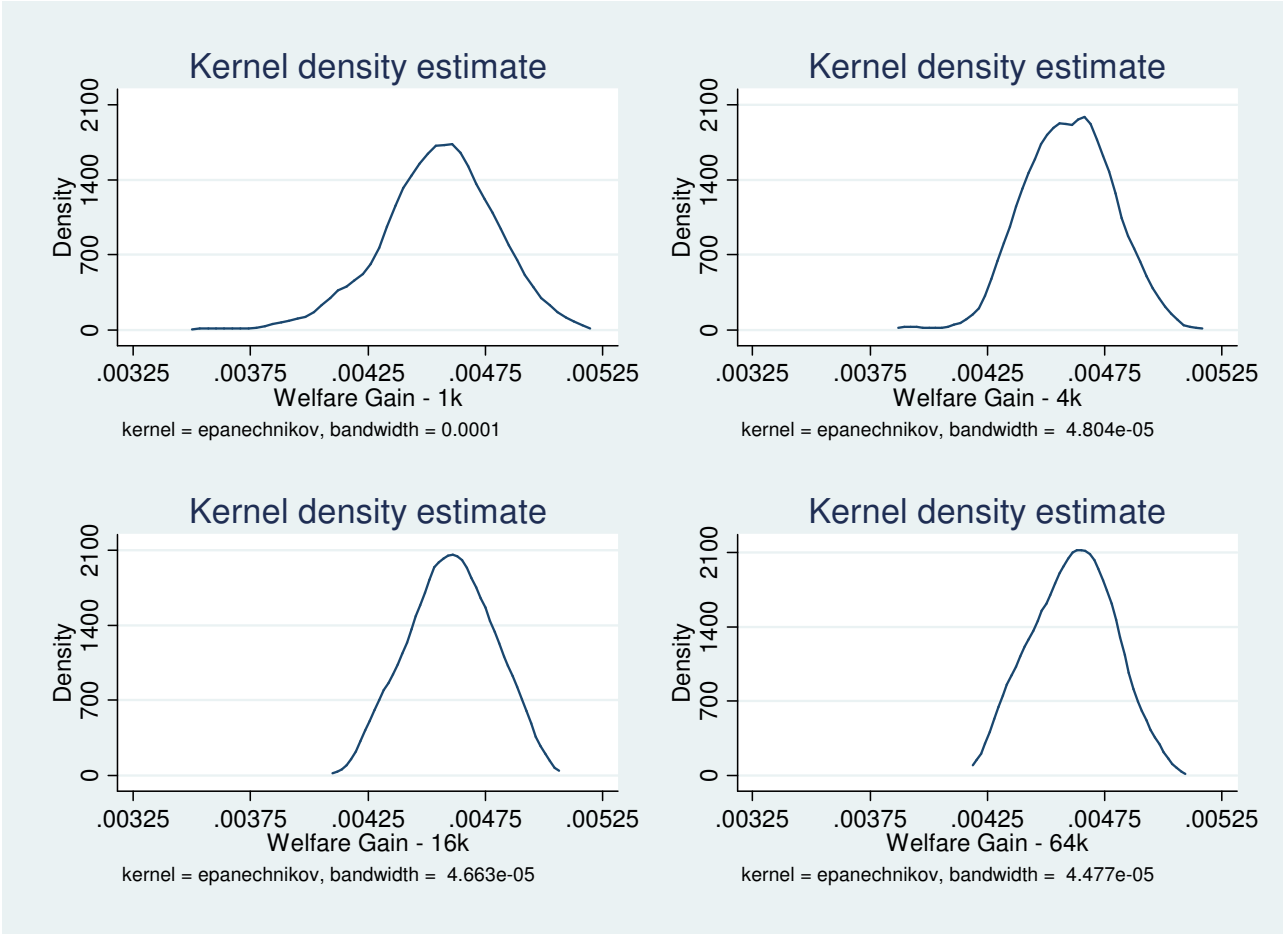 Kernel density estimate
Density
2100
1400
700
0
.00325 .00375 .00425 .00475 .00525
Welfare Gain - 1k
kernel = epanechnikov, bandwidth = 0.0001
Kernel density estimate
Density
2100
1400
700
0
.00325 .00375 .00425 .00475 .00525
Welfare Gain - 4k
kernel = epanechnikov, bandwidth = 4.804e-05
Kernel density estimate
Density
2100
1400
700
0
.00325 .00375 .00425 .00475 .00525
Welfare Gain - 16k
kernel = epanechnikov, bandwidth = 4.663e-05
Kernel density estimate
Density
2100
1400
700
0
.00325 .00375 .00425 .00475 .00525
Welfare Gain - 64k
kernel = epanechnikov, bandwidth = 4.477e-05